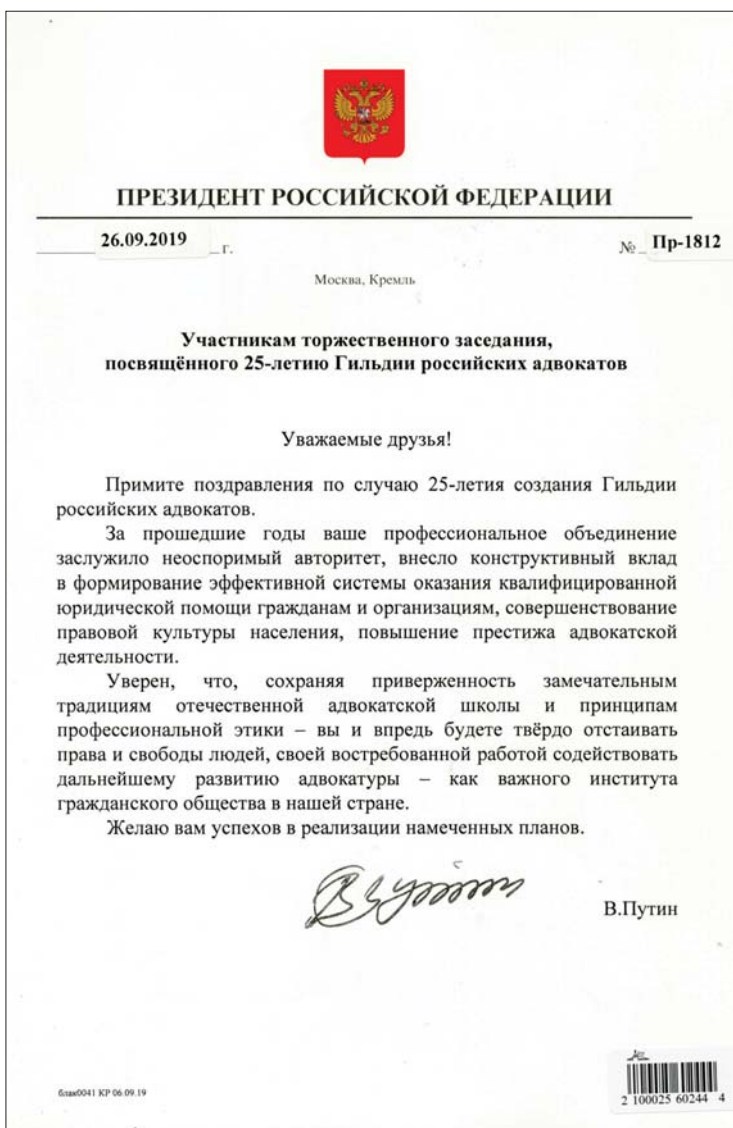 ПРЕЗИДЕНТ РОССИЙСКОЙ ФЕДЕРАЦИИ
26.09.2019 г.
№ Пр-1812
Москва, Кремль
Участникам торжественного заседания,
посвящённого 25-летию Гильдии российских адвокатов
Уважаемые друзья!
Примите поздравления по случаю 25-летия создания Гильдии
российских адвокатов.
За прошедшие годы ваше профессиональное объединение
заслужило неоспоримый авторитет, внесло конструктивный вклад
в формирование эффективной системы оказания квалифицированной
юридической помощи гражданам и организациям, совершенствование
правовой культуры населения, повышение престижа адвокатской
деятельности.
Уверен, что, сохраняя приверженность замечательным
традициям отечественной адвокатской школы и принципам
профессиональной этики – вы и впредь будете твёрдо отстаивать
права и свободы людей, своей востребованной работой содействовать
дальнейшему развитию адвокатуры – как важного института
гражданского общества в нашей стране.
Желаю вам успехов в реализации намеченных планов.
В.Путин
блан0041 КР 06.09.19
2 100025 60244 4